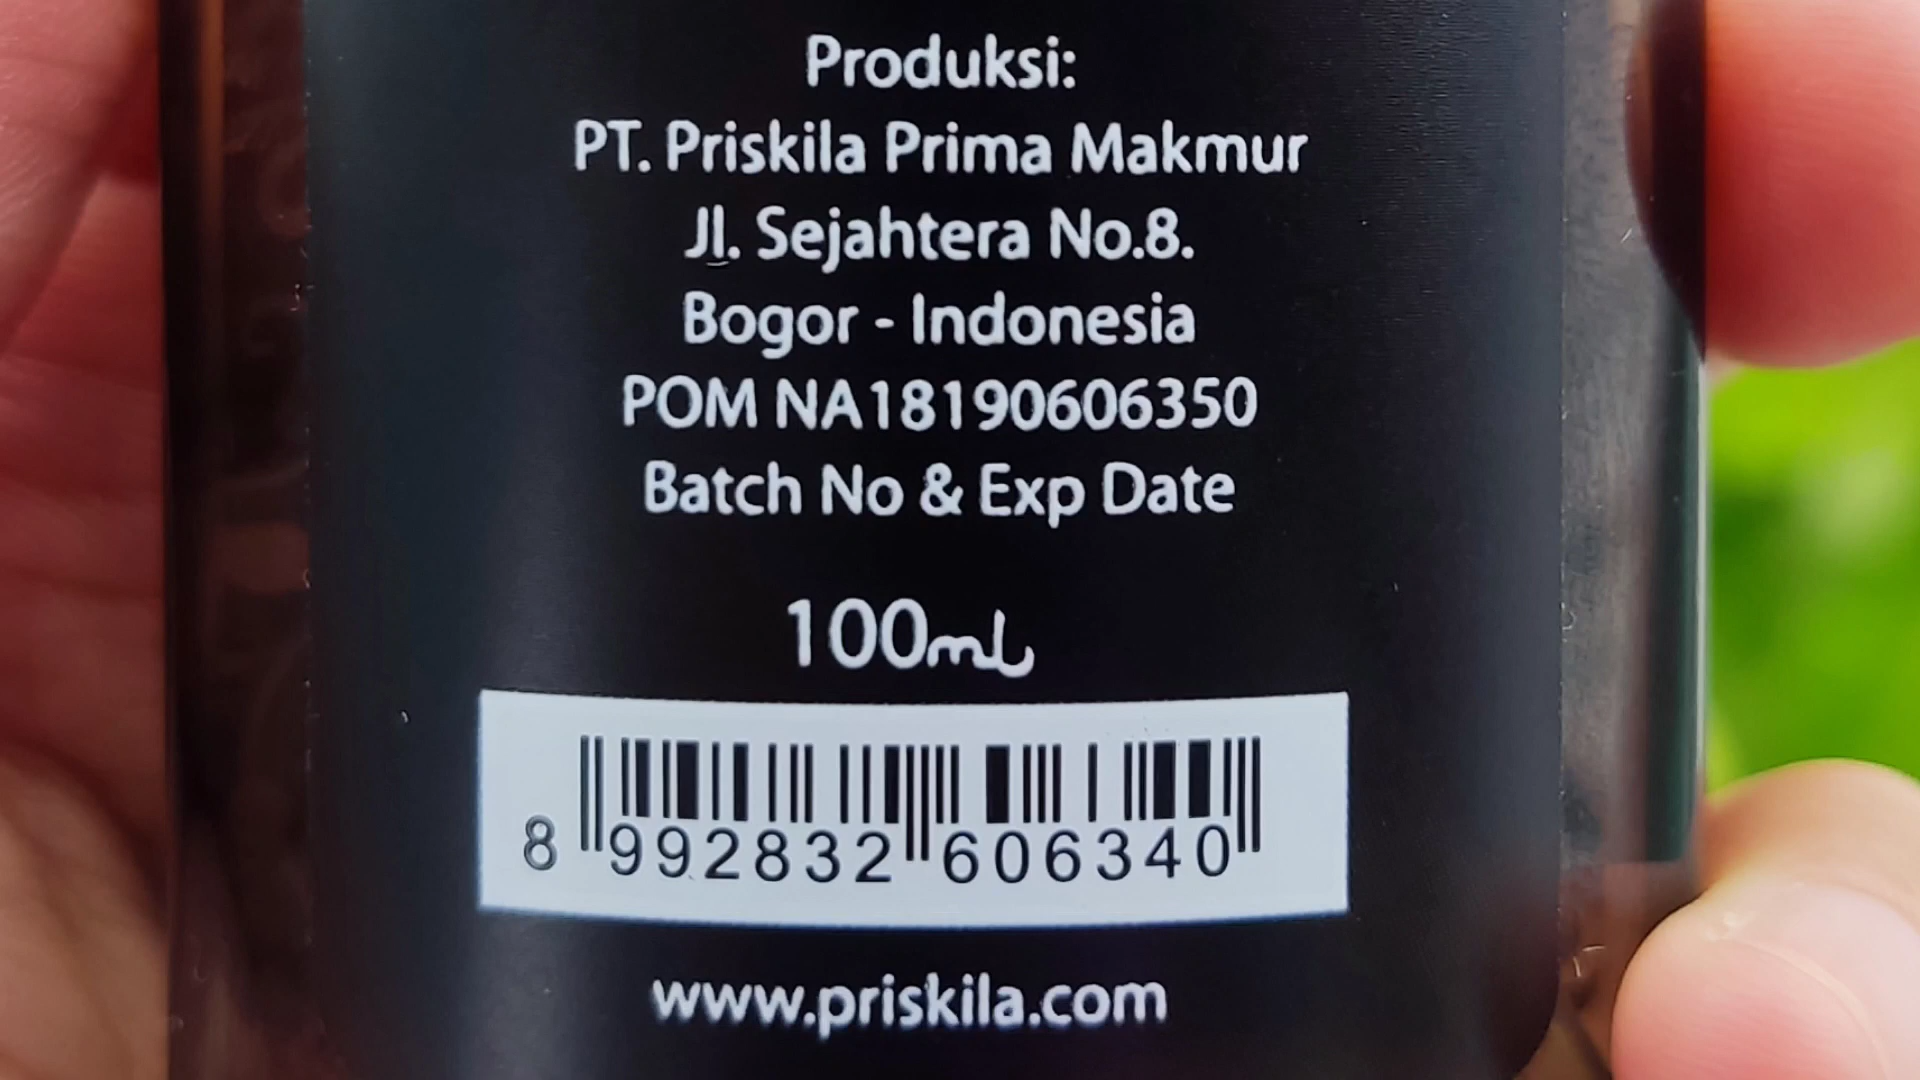 Produksi:
PT. Priskila Prima Makmur
Jl. Sejahtera No.8.
Bogor - Indonesia
POM NA18190606350
Batch No & Exp Date
100mL
8 992832 606340
www.priskila.com